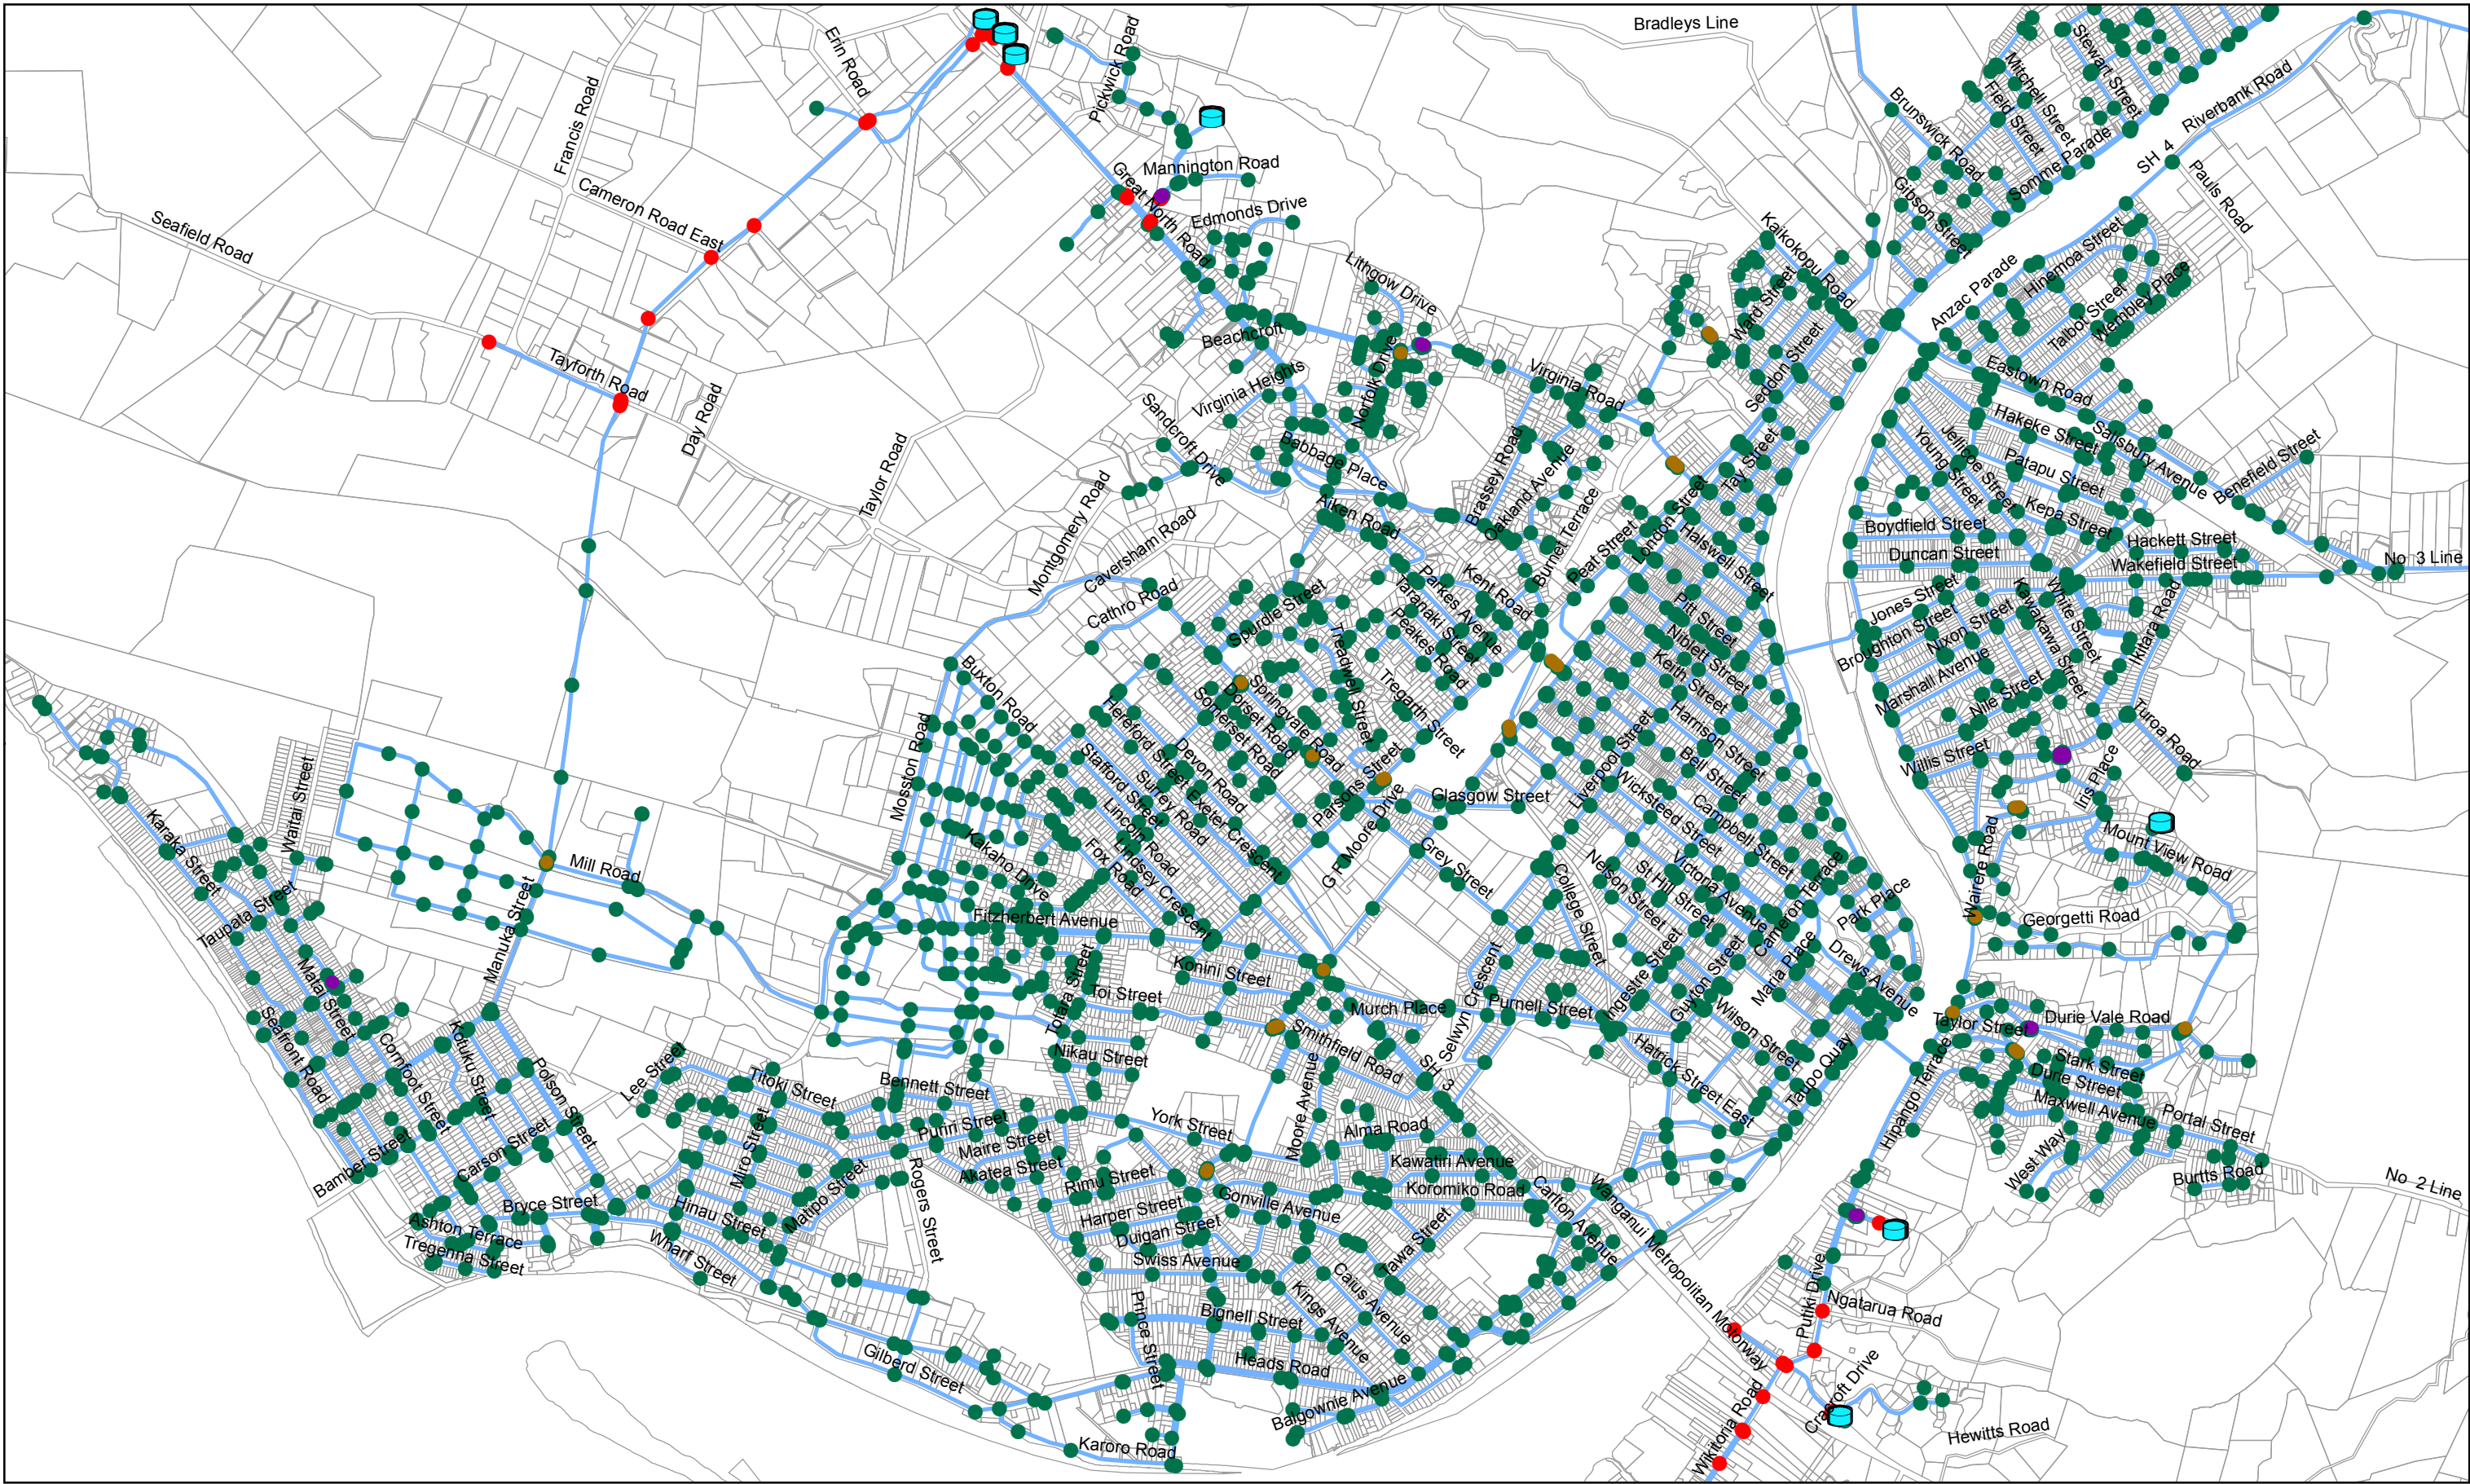 Bradleys Line
Erin Road
Pickwick Road
Stewart Street
Mitchell Street
Field Street
Riverbank Road
Francis Road
Brunswick Road
Somme Parade
SH 4
Pauls Road
Mannington Road
Great North Road
Edmonds Drive
Gibson Street
Cameron Road East
Seafield Road
Kaikokopu Road
Hinemoa Street
Lithgow Drive
Anzac Parade
Ward Street
Talbot Street
Wembley Place
Beachcroft
Seddon Street
Tayforth Road
Norfolk Drive
Virginia Road
Eastown Road
Virginia Heights
Day Road
Sandcroft Drive
Hakeke Street
Salisbury Avenue
Jellicoe Street
Young Street
Babbage Place
Taylor Road
Brassey Road
Oakland Avenue
Tay Street
Patapu Street
Benefield Street
Montgomery Road
Caversham Road
Aiken Road
London Street
Halswell Street
Kepa Street
Boydfield Street
Peat Street
Burnet Terrace
Duncan Street
Hackett Street
Wakefield Street
No 3 Line
Cathro Road
Spurdle Street
Parkes Avenue
Kent Road
Taranaki Street
Peakes Road
Pitt Street
Niblett Street
Keith Street
Jones Street
Broughton Street
Nixon Street
Marshall Avenue
Kawakawa Street
White Street
Ikitara Road
Treadwell Street
Tregarth Street
Buxton Road
Hereford Street
Somerset Road
Dorset Road
Springvale Road
Nile Street
Turoa Road
Harrison Street
Bell Street
Mosston Road
Devon Road
Stafford Street
Surrey Road
Exeter Crescent
Parsons Street
Liverpool Street
Willis Street
Iris Place
Waitai Street
Lincoln Road
Lindsey Crescent
Fox Road
G F Moore Drive
Glasgow Street
Wicksteed Street
Campbell Street
Karaka Street
Mill Road
Kakaho Drive
Grey Street
Mount View Road
Wairere Road
Nelson Street
St Hill Street
Victoria Avenue
Cameron Terrace
Park Place
Taupata Street
Manuka Street
Fitzherbert Avenue
College Street
Georgetti Road
Matai Street
Konini Street
Totara Street
Toi Street
Murch Place
Selwyn Crescent
Purnell Street
Ingestre Street
Guyton Street
Maria Place
Drews Avenue
Seafront Road
Kotuku Street
Cornfoot Street
Polson Street
Nikau Street
Smithfield Road
SH 3
Wilson Street
Taylor Street
Durie Vale Road
Lee Street
Titoki Street
Bennett Street
Moore Avenue
Hatrick Street East
Taupo Quay
Hipango Terrace
Stark Street
Durie Street
Maxwell Avenue
Portal Street
Puriri Street
York Street
Alma Road
Bamber Street
Carson Street
Miro Street
Maire Street
Akatea Street
Kawatiri Avenue
West Way
Burtts Road
No 2 Line
Rimu Street
Koromiko Road
Carlton Avenue
Bryce Street
Hinau Street
Matipo Street
Rogers Street
Harper Street
Gonville Avenue
Ashton Terrace
Tregenna Street
Wharf Street
Duigan Street
Swiss Avenue
Tawa Street
Wanganui Metropolitan Motorway
Caius Avenue
Kings Avenue
Prince Street
Bignell Street
Putiki Drive
Ngatarua Road
Gilberd Street
Heads Road
Balgownie Avenue
Cracroft Drive
Wikitoria Road
Hewitts Road
Karoro Road